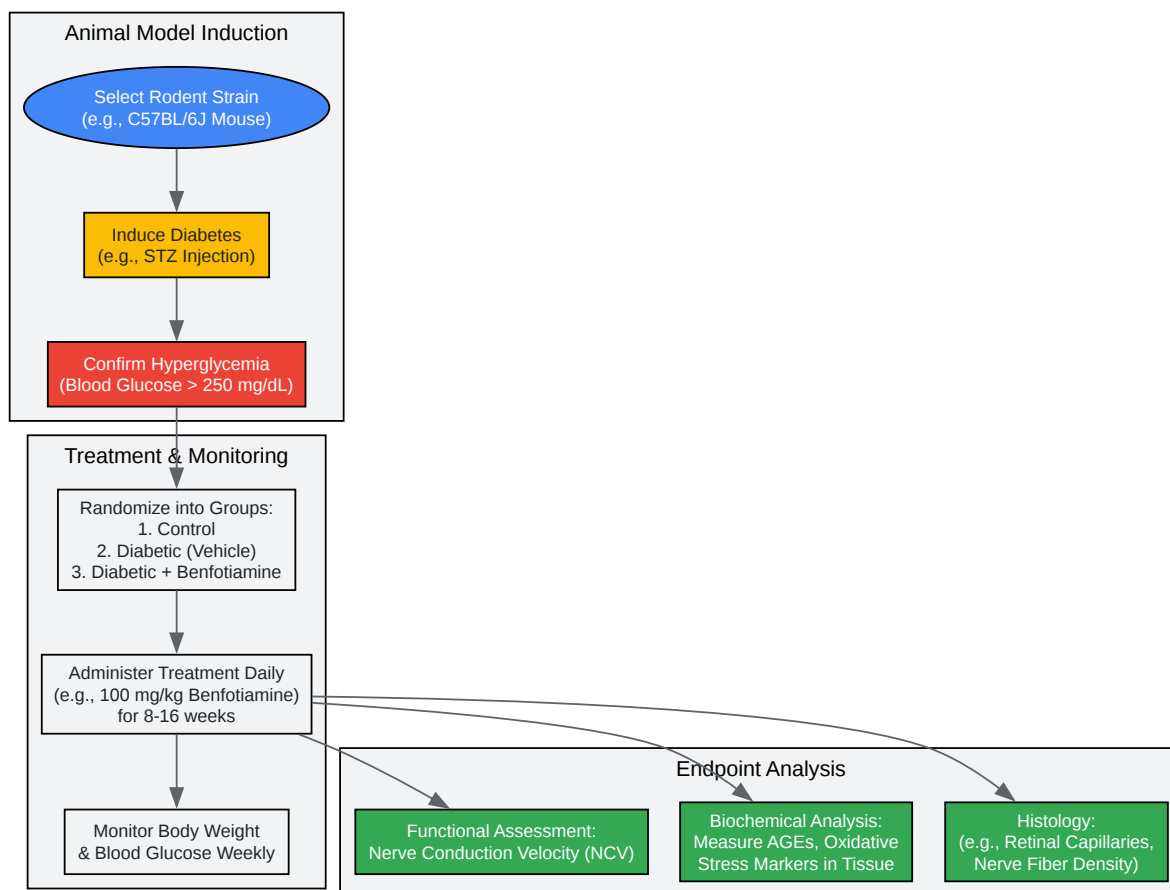 Animal Model Induction
Select Rodent Strain
(e.g., C57BL/6J Mouse)
Induce Diabetes
(e.g., STZ Injection)
Confirm Hyperglycemia
(Blood Glucose > 250 mg/dL)
Treatment & Monitoring
Randomize into Groups:
1. Control
2. Diabetic (Vehicle)
3. Diabetic + Benfotiamine
Administer Treatment Daily
(e.g., 100 mg/kg Benfotiamine)
for 8-16 weeks
Monitor Body Weight
& Blood Glucose Weekly
Endpoint Analysis
Functional Assessment:
Nerve Conduction Velocity (NCV)
Biochemical Analysis:
Measure AGEs, Oxidative
Stress Markers in Tissue
Histology:
(e.g., Retinal Capillaries,
Nerve Fiber Density)